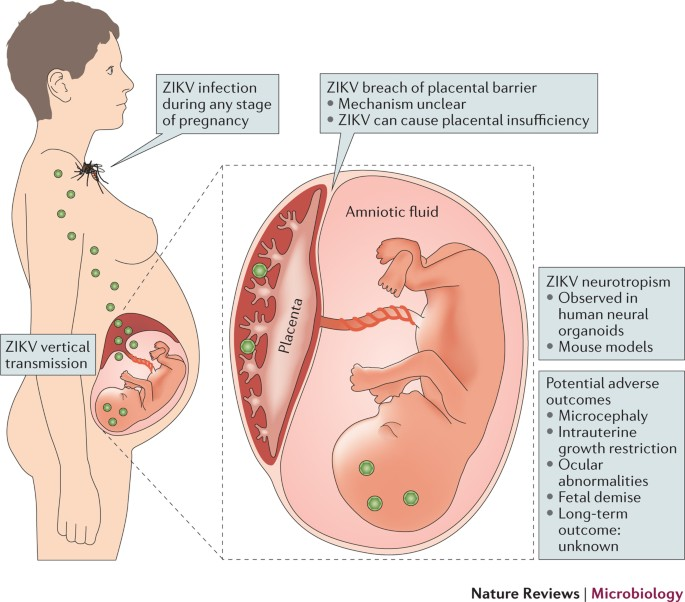 ZIKV infection
during any stage
of pregnancy
ZIKV breach of placental barrier
• Mechanism unclear
• ZIKV can cause placental insufficiency
Amniotic fluid
Placenta
ZIKV vertical
transmission
ZIKV neurotropism
• Observed in
human neural
organoids
• Mouse models
Potential adverse
outcomes
• Microcephaly
• Intrauterine
growth restriction
• Ocular
abnormalities
• Fetal demise
• Long-term
outcome:
unknown
Nature Reviews | Microbiology